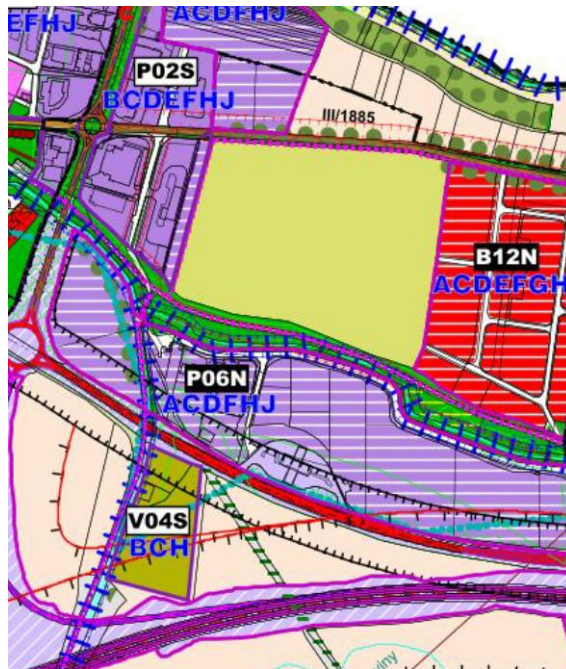 ACDFHJ
EFHJ
P02S
BCDEFHJ
III/1885
B12N
ACDEFGH
P06N
ACDFHJ
V04S
BCH